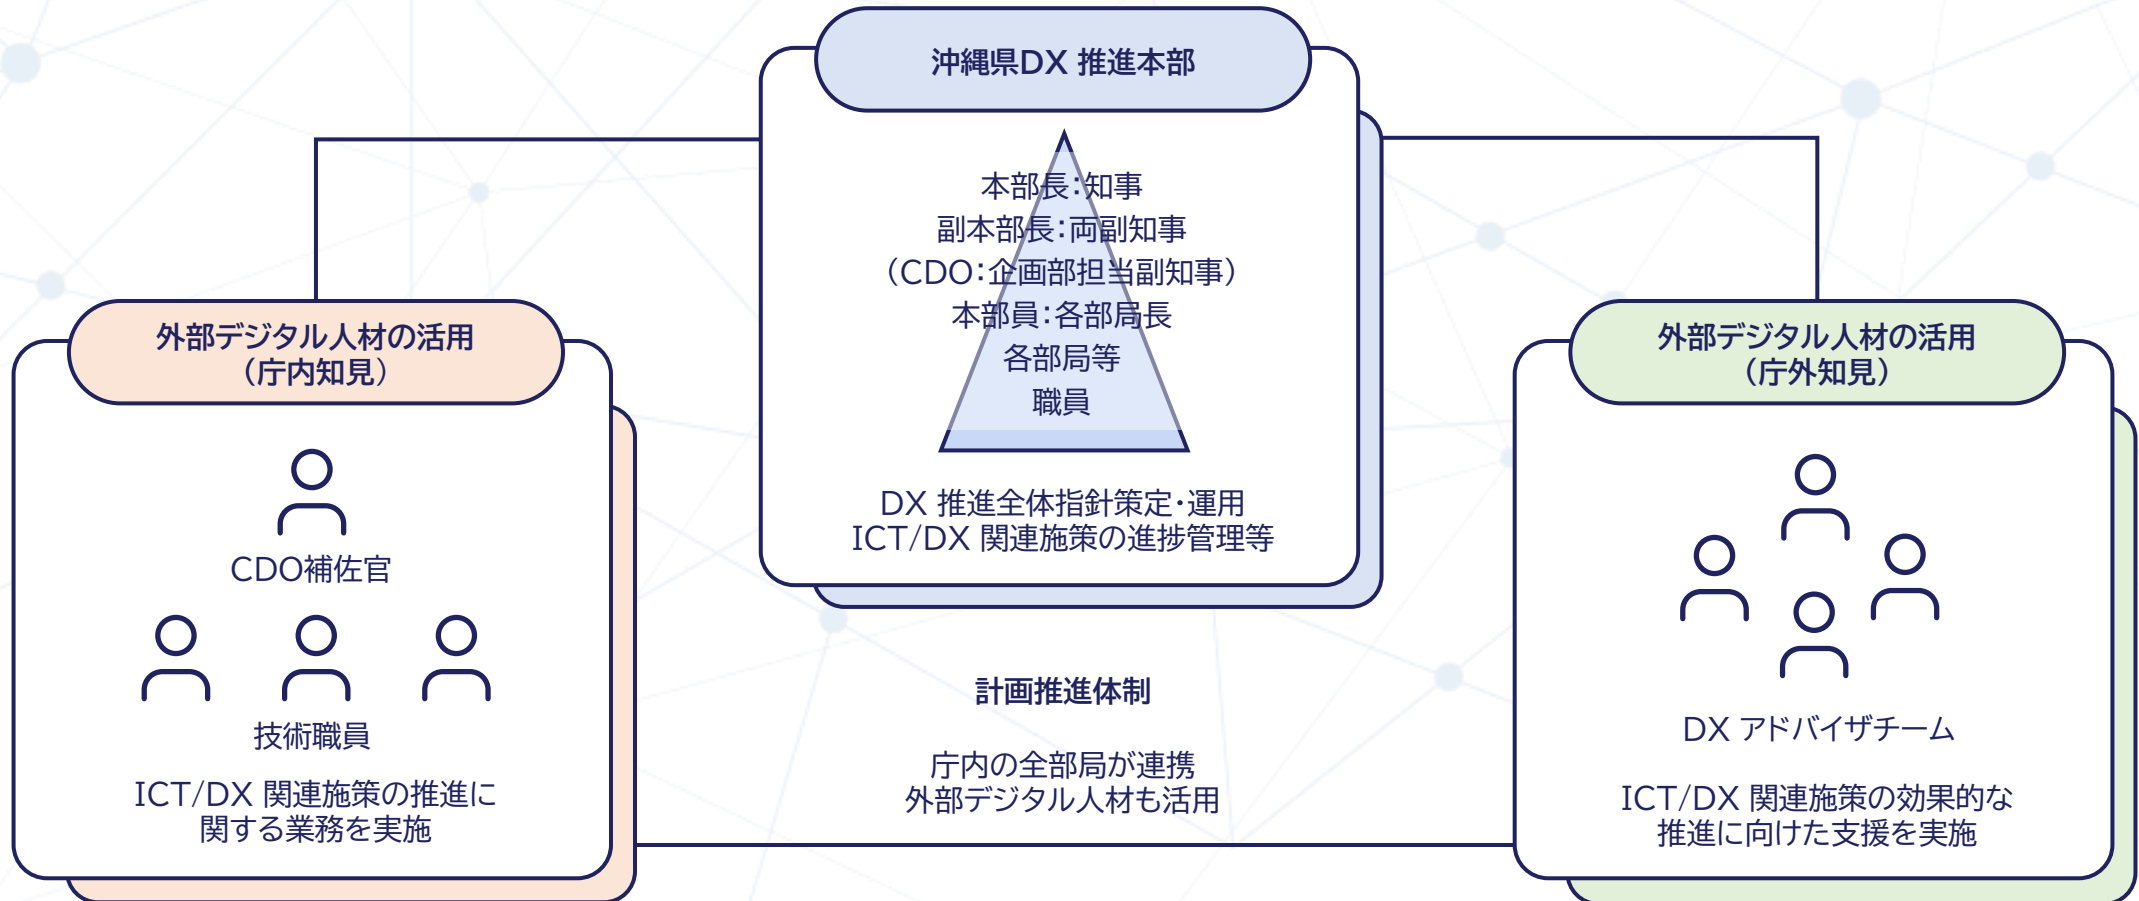 沖縄県DX 推進本部
本部長：知事
副本部長：両副知事
（CDO：企画部担当副知事）
本部員：各部局長
各部局等
職員
DX 推進全体指針策定・運用
ICT/DX 関連施策の進捗管理等
外部デジタル人材の活用
（庁内知見）
CDO補佐官
技術職員
ICT/DX 関連施策の推進に
関する業務を実施
計画推進体制
庁内の全部局が連携
外部デジタル人材も活用
外部デジタル人材の活用
（庁外知見）
DX アドバイザチーム
ICT/DX 関連施策の効果的な
推進に向けた支援を実施